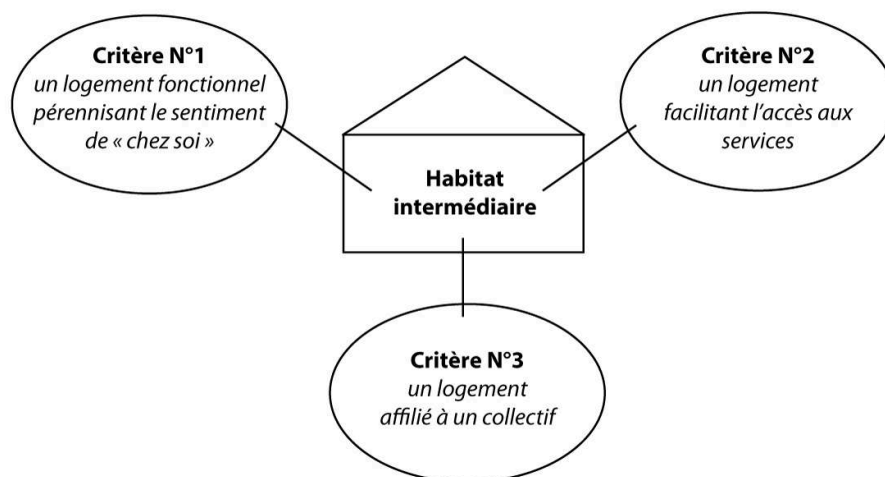 Critère N°1
un logement fonctionnel
pérennisant le sentiment
de « chez soi »
Critère N°2
un logement
facilitant l’accès aux
services
Habitat
intermédiaire
Critère N°3
un logement
affilié à un collectif